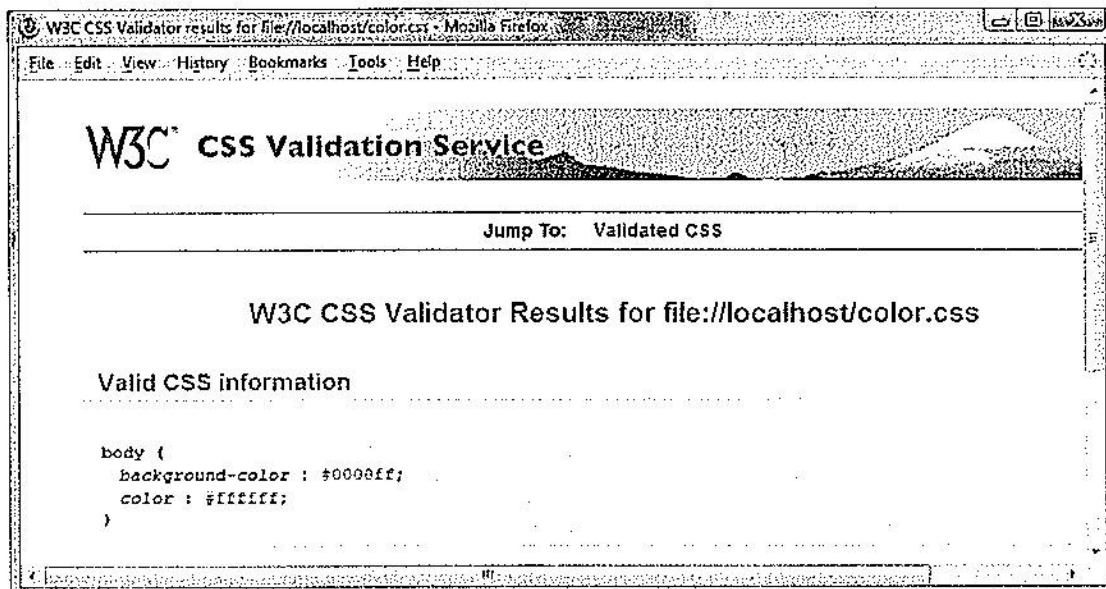 W3C CSS Validator results for file://localhost/color.css - Mozilla Firefox
File Edit View History Bookmarks Tools Help
W3C® CSS Validation Service
Jump To: Validated CSS
W3C CSS Validator Results for file://localhost/color.css
Valid CSS information
body {
background-color : #0000ff;
color : #ffffff;
}